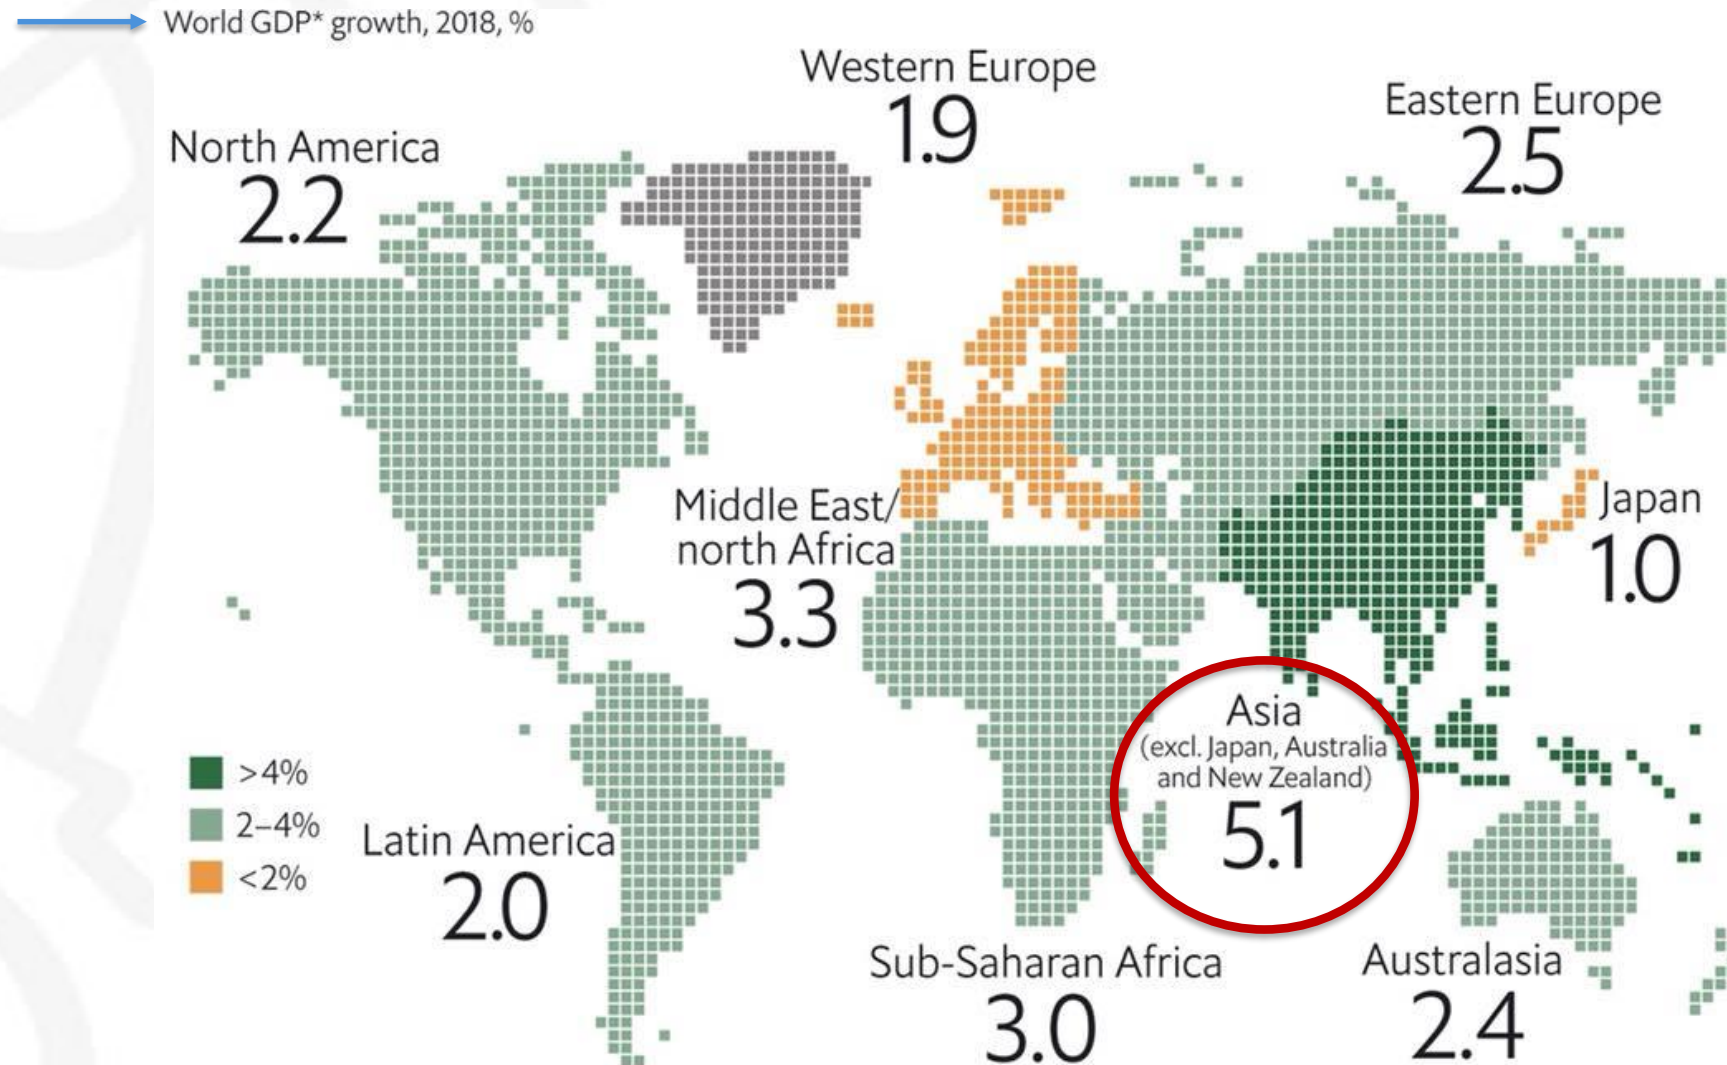 World GDP* growth, 2018, %
Western Europe
1.9
Eastern Europe
2.5
North America
2.2
Middle East/
north Africa
3.3
Japan
1.0
Asia
(excl. Japan, Australia
and New Zealand)
5.1
>4%
2–4%
<2%
Latin America
2.0
Sub-Saharan Africa
3.0
Australasia
2.4